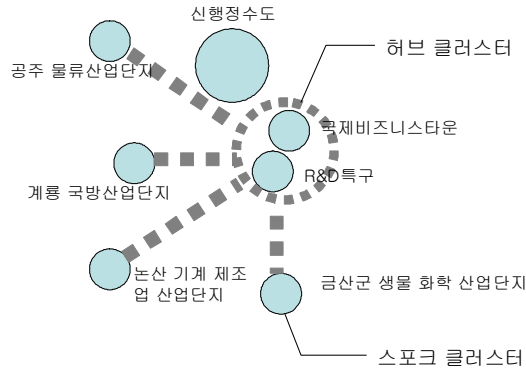 신행정수도
허브 클러스터
공주 물류산업단지
국제비즈니스타운
R&D특구
계룡 국방산업단지
논산 기계 제조
업 산업단지
금산군 생물 화학 산업단지
스포크 클러스터